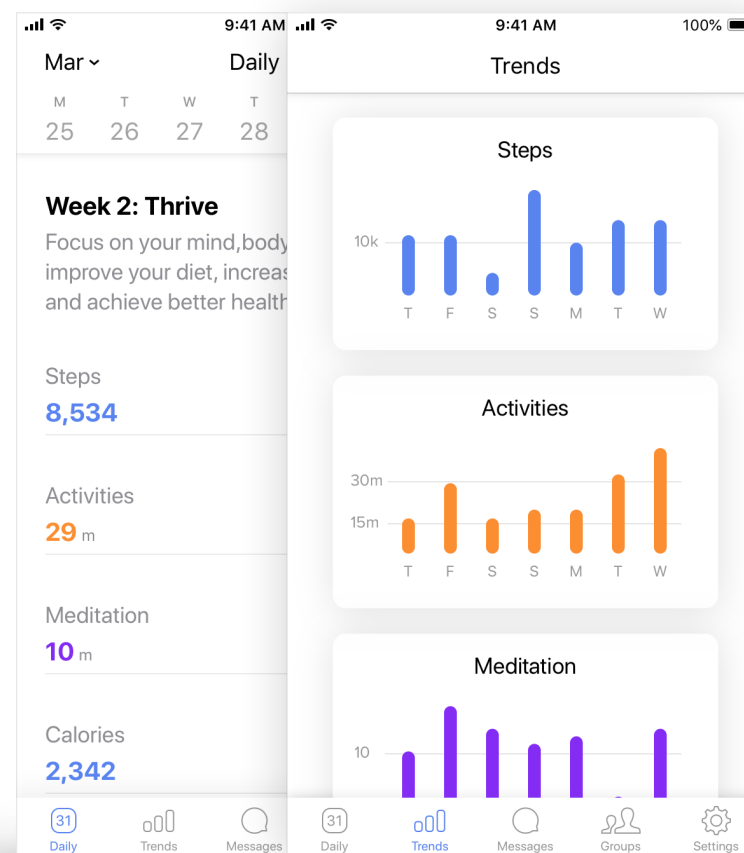 9:41 AM
Mar
Daily
M T W T
25 26 27 28
Week 2: Thrive
Focus on your mind,body
improve your diet, increas
and achieve better health
Steps
8,534
Activities
29 m
Meditation
10 m
Calories
2,342
31
Daily Trends Messages
9:41 AM 100%
Trends
Steps
10k
T F S S M T W
Activities
30m
15m
T F S S M T W
Meditation
10
31
Daily Trends Messages Groups Settings